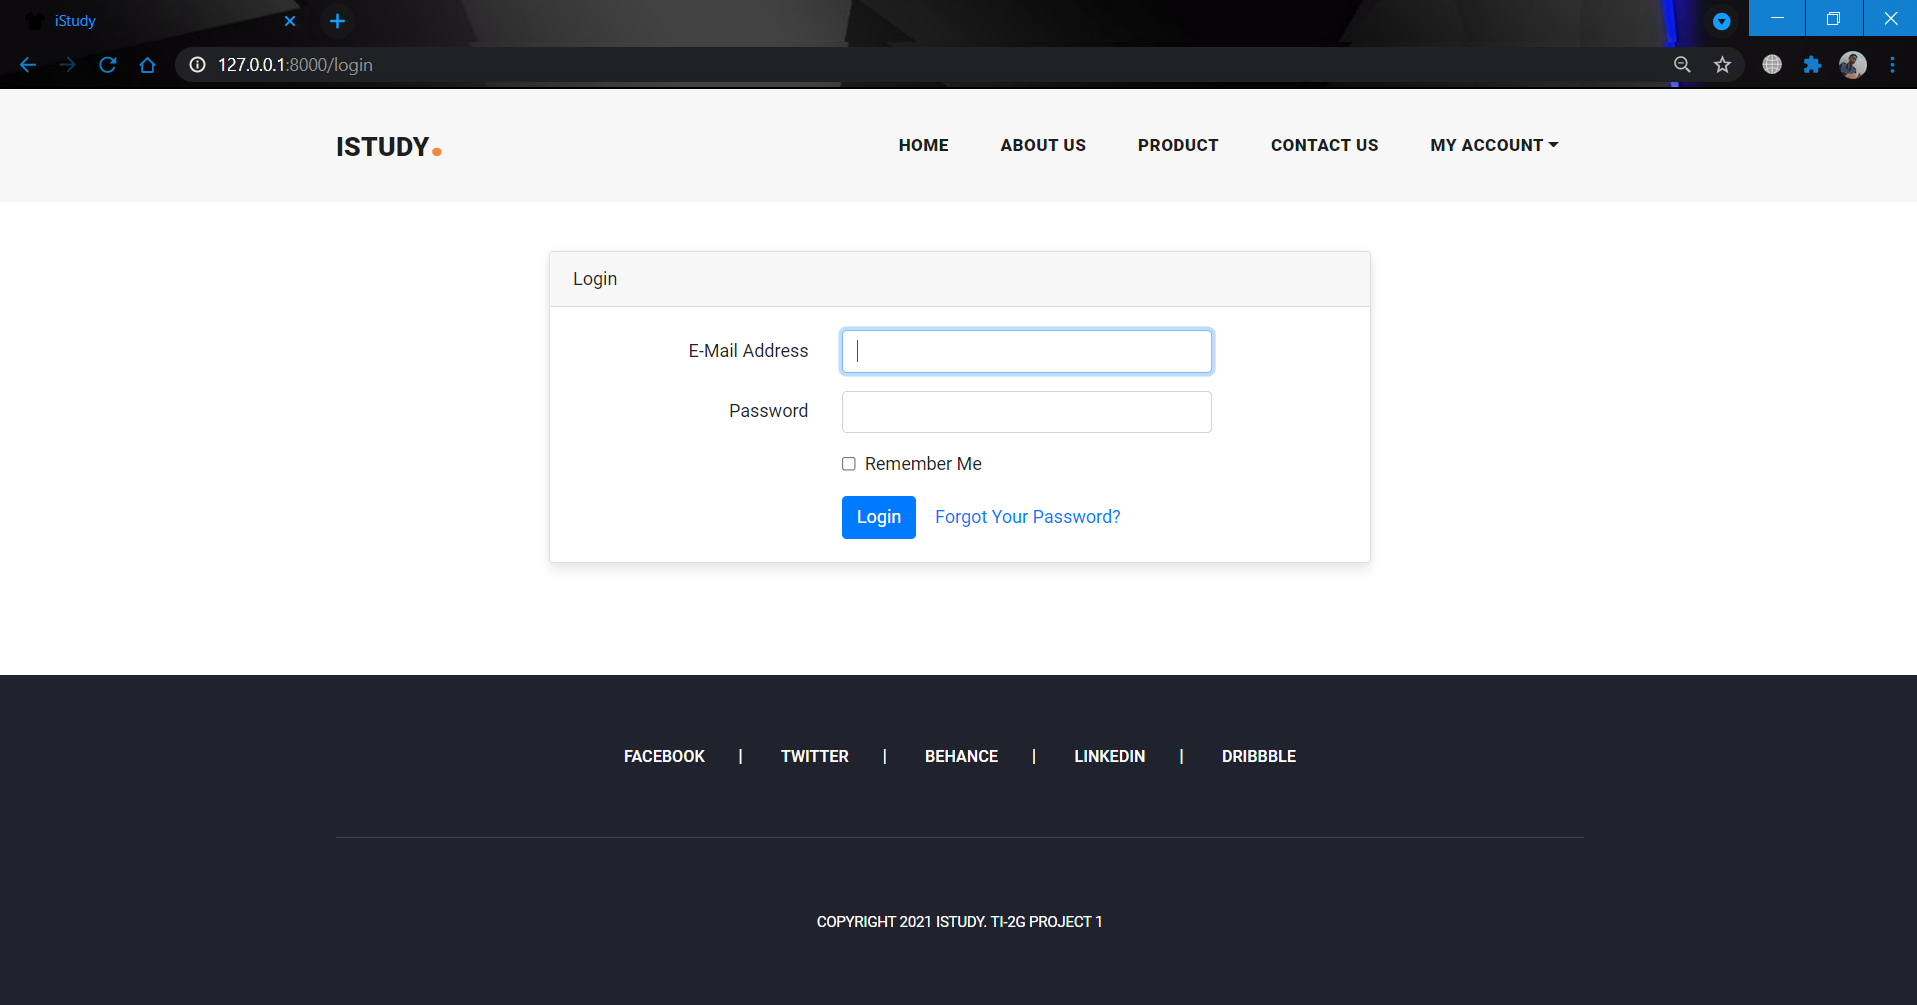 iStudy
127.0.0.1:8000/login
ISTUDY.
HOME ABOUT US PRODUCT CONTACT US MY ACCOUNT
Login
E-Mail Address
Password
Remember Me
Login Forgot Your Password?
FACEBOOK | TWITTER | BEHANCE | LINKEDIN | DRIBBBLE
COPYRIGHT 2021 ISTUDY. TI-2G PROJECT 1